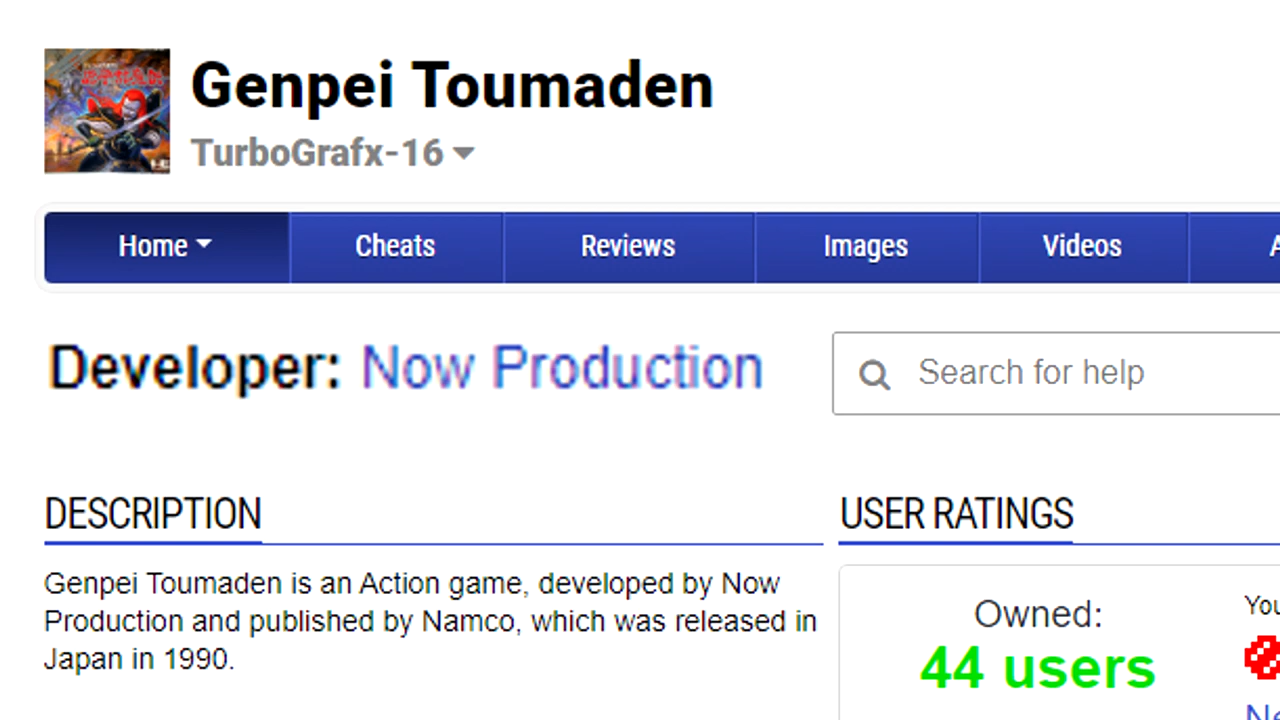 Genpei Toumaden
TurboGrafx-16
Home
Cheats
Reviews
Images
Videos
Developer: Now Production
Search for help
DESCRIPTION
Genpei Toumaden is an Action game, developed by Now
Production and published by Namco, which was released in
Japan in 1990.
USER RATINGS
Owned:
44 users